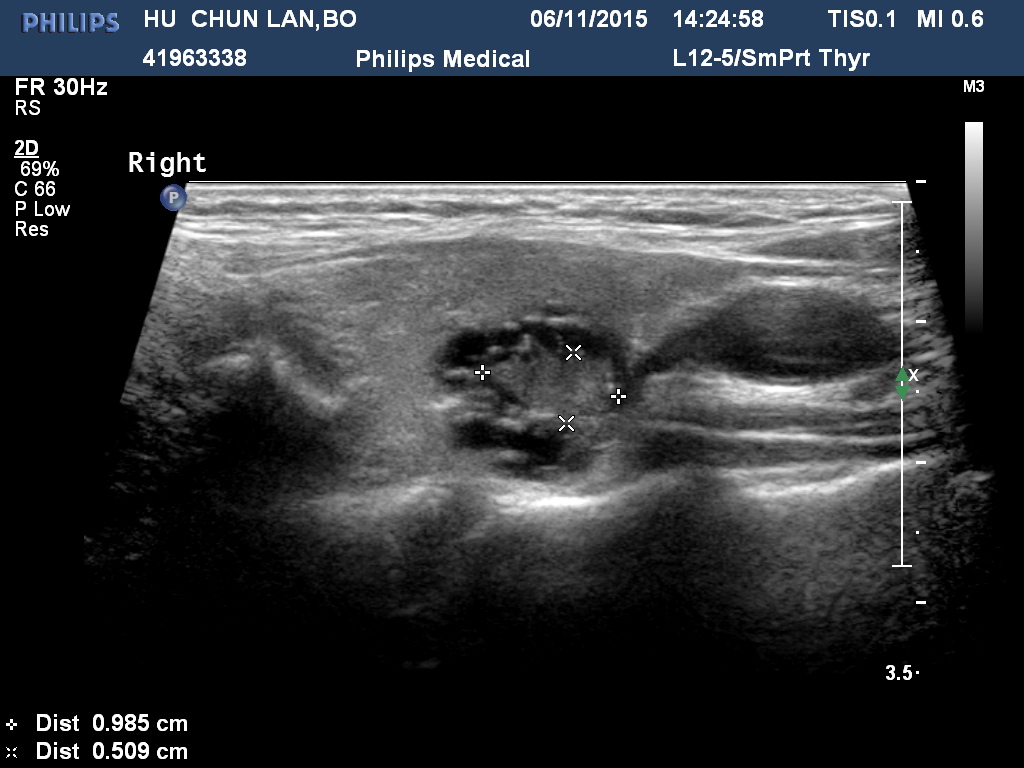 PHILIPS HU CHUN LAN,BO 06/11/2015 14:24:58 TIS0.1 MI 0.6
41963338 Philips Medical L12-5/SmPrt Thyr
FR 30Hz M3
RS
2D
69%
C 66
P Low
Res
Right
P
X
3.5
Dist 0.985 cm
Dist 0.509 cm